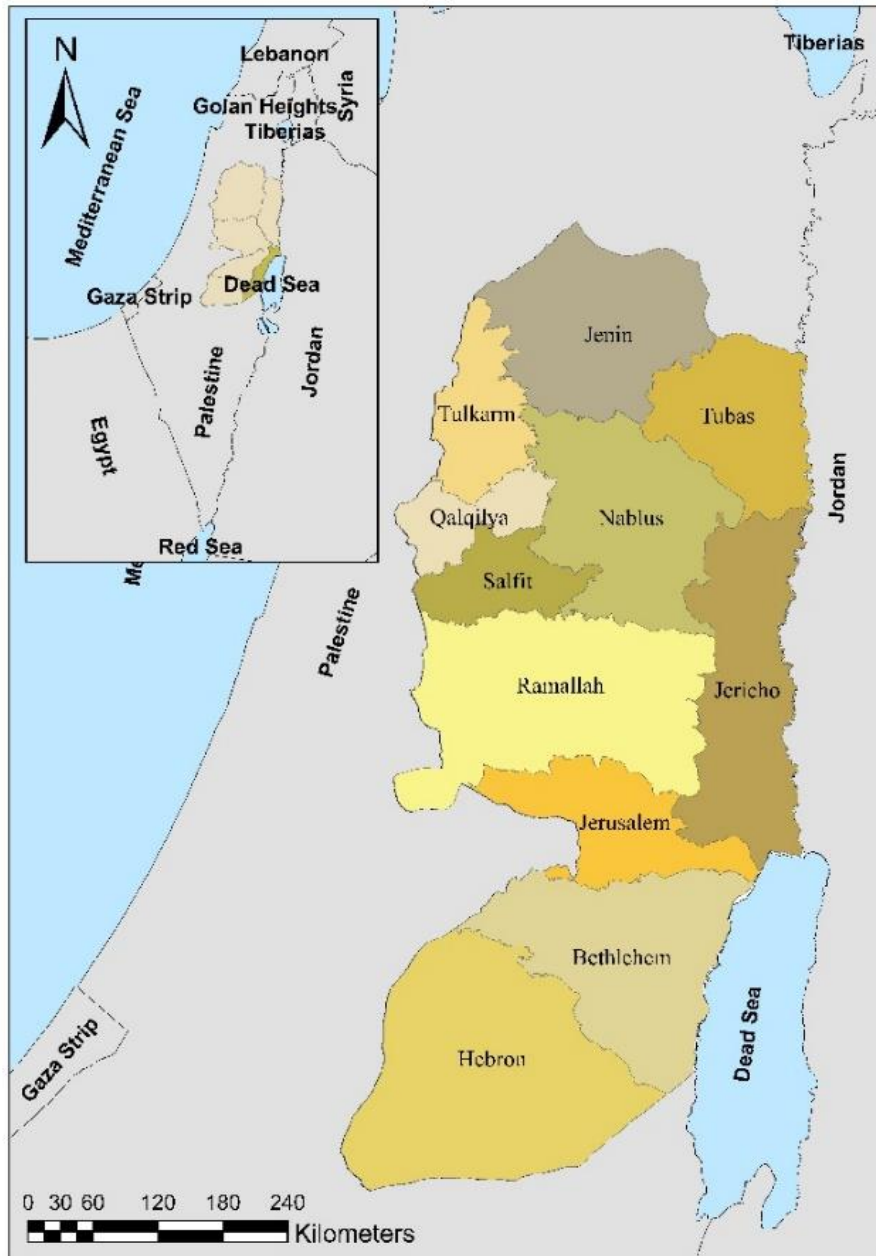 N
Lebanon
Syria
Golan Heights
Tiberias
Mediterranean Sea
Dead Sea
Gaza Strip
Palestine
Jordan
Egypt
Red Sea
Me
Tiberias
Jenin
Tulkarm
Tubas
Jordan
Qalqilya
Nablus
Salfit
Palestine
Ramallah
Jericho
Jerusalem
Bethlehem
Dead Sea
Hebron
Gaza Strip
0 30 60 120 180 240
Kilometers